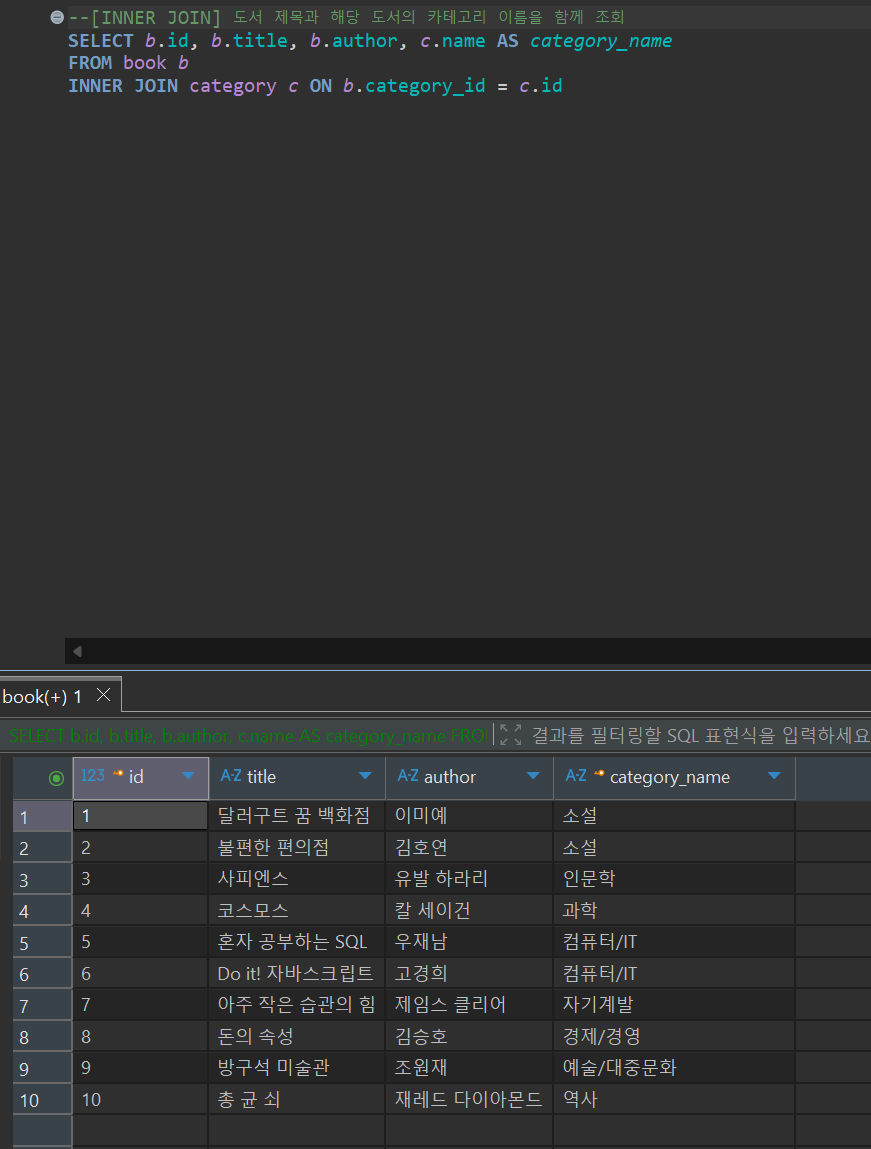 --[INNER JOIN] 도서 제목과 해당 도서의 카테고리 이름을 함께 조회
SELECT b.id, b.title, b.author, c.name AS category_name
FROM book b
INNER JOIN category c ON b.category_id = c.id
book(+) 1
SELECT b.id, b.title, b.author, c.name AS category_name FRO 결과를 필터링할 SQL 표현식을 입력하세요
123 id A-Z title A-Z author A-Z category_name
1 1 달러구트 꿈 백화점 이미예 소설
2 2 불편한 편의점 김호연 소설
3 3 사피엔스 유발 하라리 인문학
4 4 코스모스 칼 세이건 과학
5 5 혼자 공부하는 SQL 우재남 컴퓨터/IT
6 6 Do it! 자바스크립트 고경희 컴퓨터/IT
7 7 아주 작은 습관의 힘 제임스 클리어 자기계발
8 8 돈의 속성 김승호 경제/경영
9 9 방구석 미술관 조원재 예술/대중문화
10 10 총 균 쇠 재레드 다이아몬드 역사